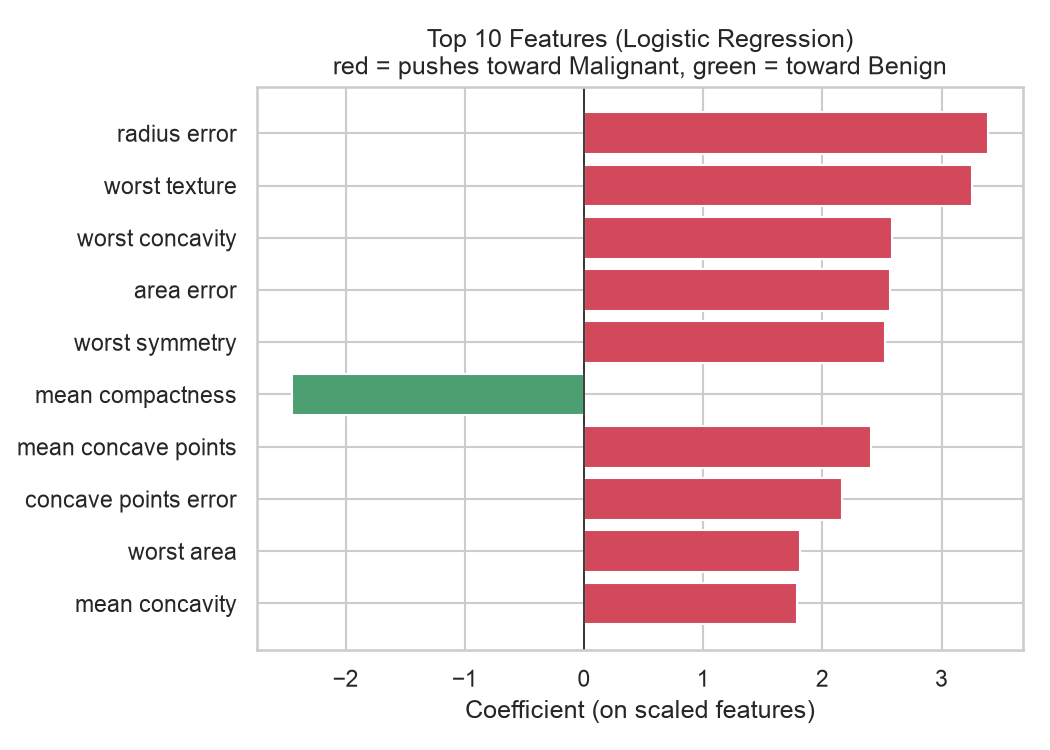 Top 10 Features (Logistic Regression)
red = pushes toward Malignant, green = toward Benign
radius error
worst texture
worst concavity
area error
worst symmetry
mean compactness
mean concave points
concave points error
worst area
mean concavity
−2 −1 0 1 2 3
Coefficient (on scaled features)